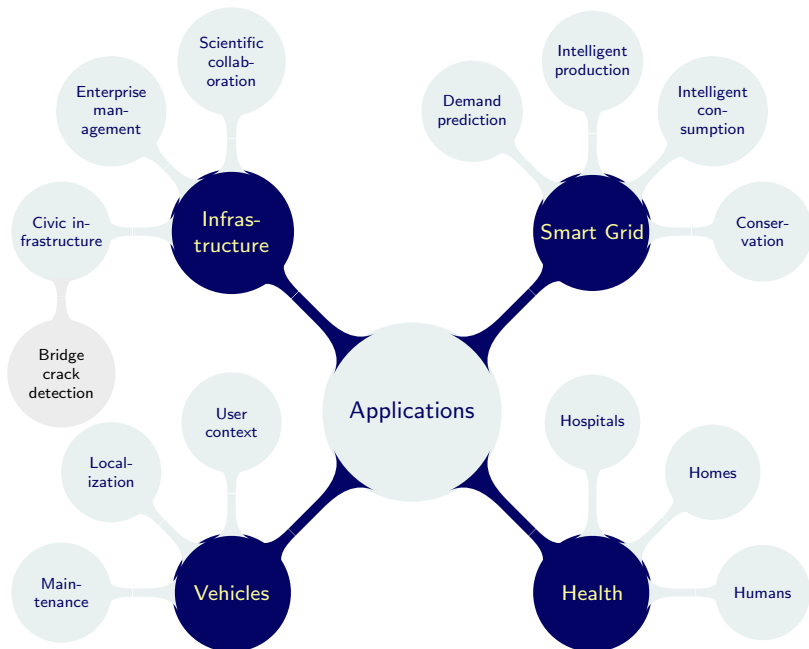 Scientific
collab-
oration
Enterprise
man-
agement
Civic in-
frastructure
Bridge
crack
detection
Infras-
tructure
Intelligent
production
Demand
prediction
Intelligent
con-
sumption
Conser-
vation
Smart Grid
Applications
User
context
Local-
ization
Main-
tenance
Vehicles
Hospitals
Homes
Humans
Health